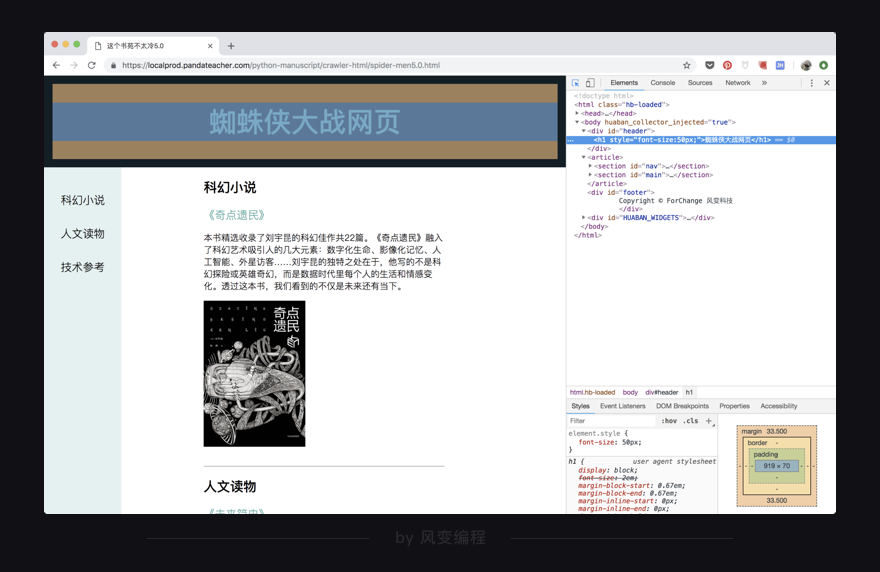 这个书苑不太冷5.0
https://localprod.pandateacher.com/python-manuscript/crawler-html/spider-men5.0.html
蜘蛛侠大战网页
科幻小说
人文读物
技术参考
科幻小说
《奇点遗民》
本书精选收录了刘宇昆的科幻佳作共22篇。《奇点遗民》融入
了科幻艺术吸引人的几大元素：数字化生命、影像化记忆、人
工智能、外星访客……刘宇昆的独特之处在于，他写的不是科
幻探险或英雄奇幻，而是数据时代里每个人的生活和情感变
化。透过这本书，我们看到的不仅是未来还有当下。
奇点
遗民
人文读物
《未来简史》
Elements Console Sources Network »
<!doctype html>
<html class="hb-loaded">
<head>…</head>
<body huaban_collector_injected="true">
<div id="header">
<h1 style="font-size:50px;">蜘蛛侠大战网页</h1> == $0
</div>
<article>
<section id="nav">…</section>
<section id="main">…</section>
</article>
<div id="footer">
Copyright © ForChange 风变科技
</div>
<div id="HUABAN_WIDGETS">…</div>
</body>
</html>
html.hb-loaded body div#header h1
Styles Event Listeners DOM Breakpoints Properties Accessibility
Filter :hov .cls +
element.style {
font-size: 50px;
}
h1 { user agent stylesheet
display: block;
font-size: 2em;
margin-block-start: 0.67em;
margin-block-end: 0.67em;
margin-inline-start: 0px;
margin-inline-end: 0px;
margin 33.500
border -
padding
919 × 70
33.500
by 风变编程